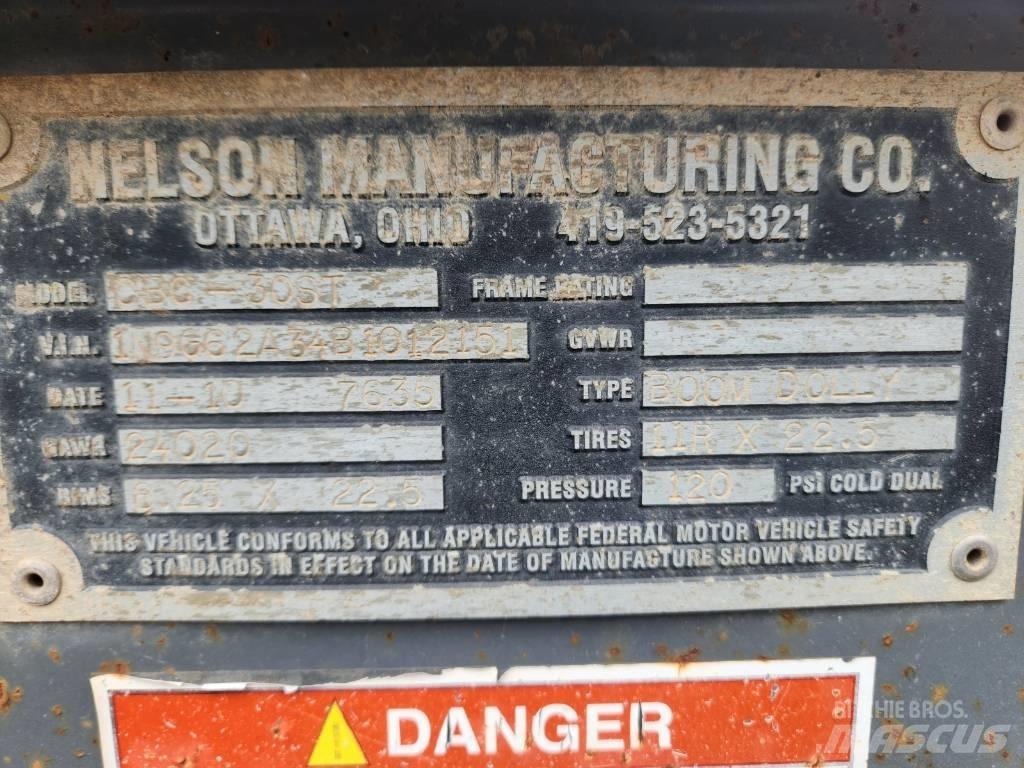 NELSON MANUFACTURING CO.
OTTAWA, OHIO 419-523-5321
MODEL CBC-30ST FRAME RATING
V.I.N. GVWR
DATE 11-10 7635 TYPE BOOM DOLLY
GAWR 24020 TIRES 11R X 22.5
RIMS 8.25 X 22.5 PRESSURE 120 PSI COLD DUAL
THIS VEHICLE CONFORMS TO ALL APPLICABLE FEDERAL MOTOR VEHICLE SAFETY
STANDARDS IN EFFECT ON THE DATE OF MANUFACTURE SHOWN ABOVE.
DANGER
RITCHIE BROS.
MASCUS